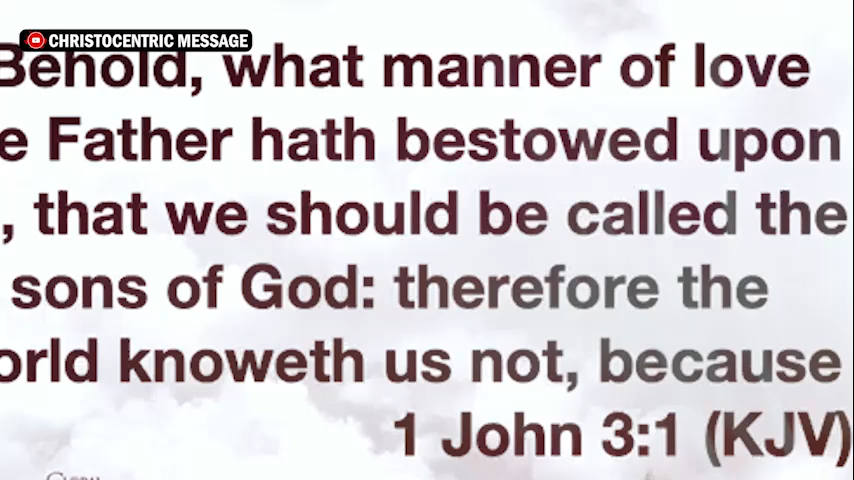 CHRISTOCENTRIC MESSAGE
Behold, what manner of love
e Father hath bestowed upon
, that we should be called the
sons of God: therefore the
orld knoweth us not, because
1 John 3:1 (KJV)
GLOBAL